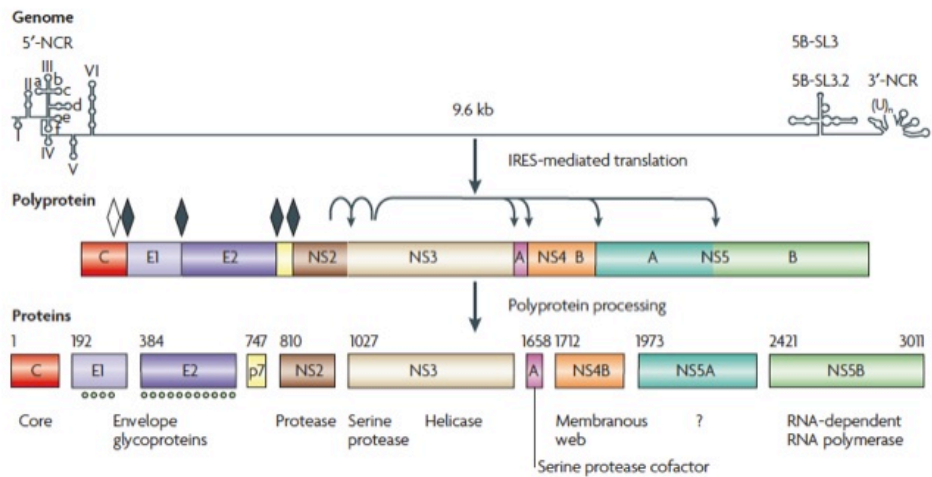 Genome
5′-NCR
5B-SL3
III
VI
II
a
b
c
d
e
f
I
IV
V
5B-SL3.2
3′-NCR
(U)n
9.6 kb
IRES-mediated translation
Polyprotein
C E1 E2 NS2 NS3 A NS4 B A NS5 B
Polyprotein processing
Proteins
1 192 384 747 810 1027 1658 1712 1973 2421 3011
C E1 E2 p7 NS2 NS3 A NS4B NS5A NS5B
Core
Envelope
glycoproteins
Protease
Serine
protease
Helicase
Membranous
web
?
RNA-dependent
RNA polymerase
Serine protease cofactor